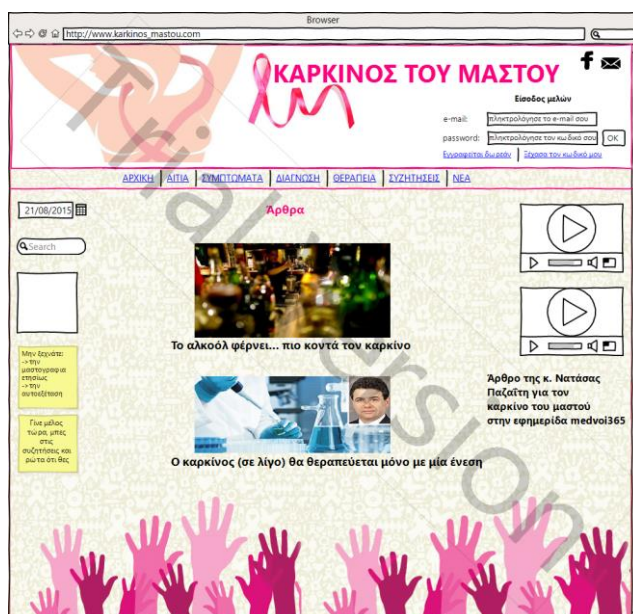 Browser
http://www.karkinos_mastou.com
ΚΑΡΚΙΝΟΣ ΤΟΥ ΜΑΣΤΟΥ
Είσοδος μελών
e-mail: πληκτρολόγησε το e-mail σου
password: πληκτρολόγησε τον κωδικό σου OK
Εγγραφείται δωρεάν Ξέχασα τον κωδικό μου
ΑΡΧΙΚΗ ΑΙΤΙΑ ΣΥΜΠΤΩΜΑΤΑ ΔΙΑΓΝΩΣΗ ΘΕΡΑΠΕΙΑ ΣΥΖΗΤΗΣΕΙΣ ΝΕΑ
21/08/2015
Άρθρα
Search
Το αλκοόλ φέρνει... πιο κοντά τον καρκίνο
Μην ξεχνάτε:
->την
μαστογραφια
ετησίως
->την
αυτοεξέταση
Άρθρο της κ. Νατάσας
Παζαΐτη για τον
καρκίνο του μαστού
στην εφημερίδα medvoi365
Γίνε μέλος
τώρα, μπες
στις
συζητήσεις και
ρώτα ότι θες
Ο καρκίνος (σε λίγο) θα θεραπεύεται μόνο με μία ένεση
Trial version